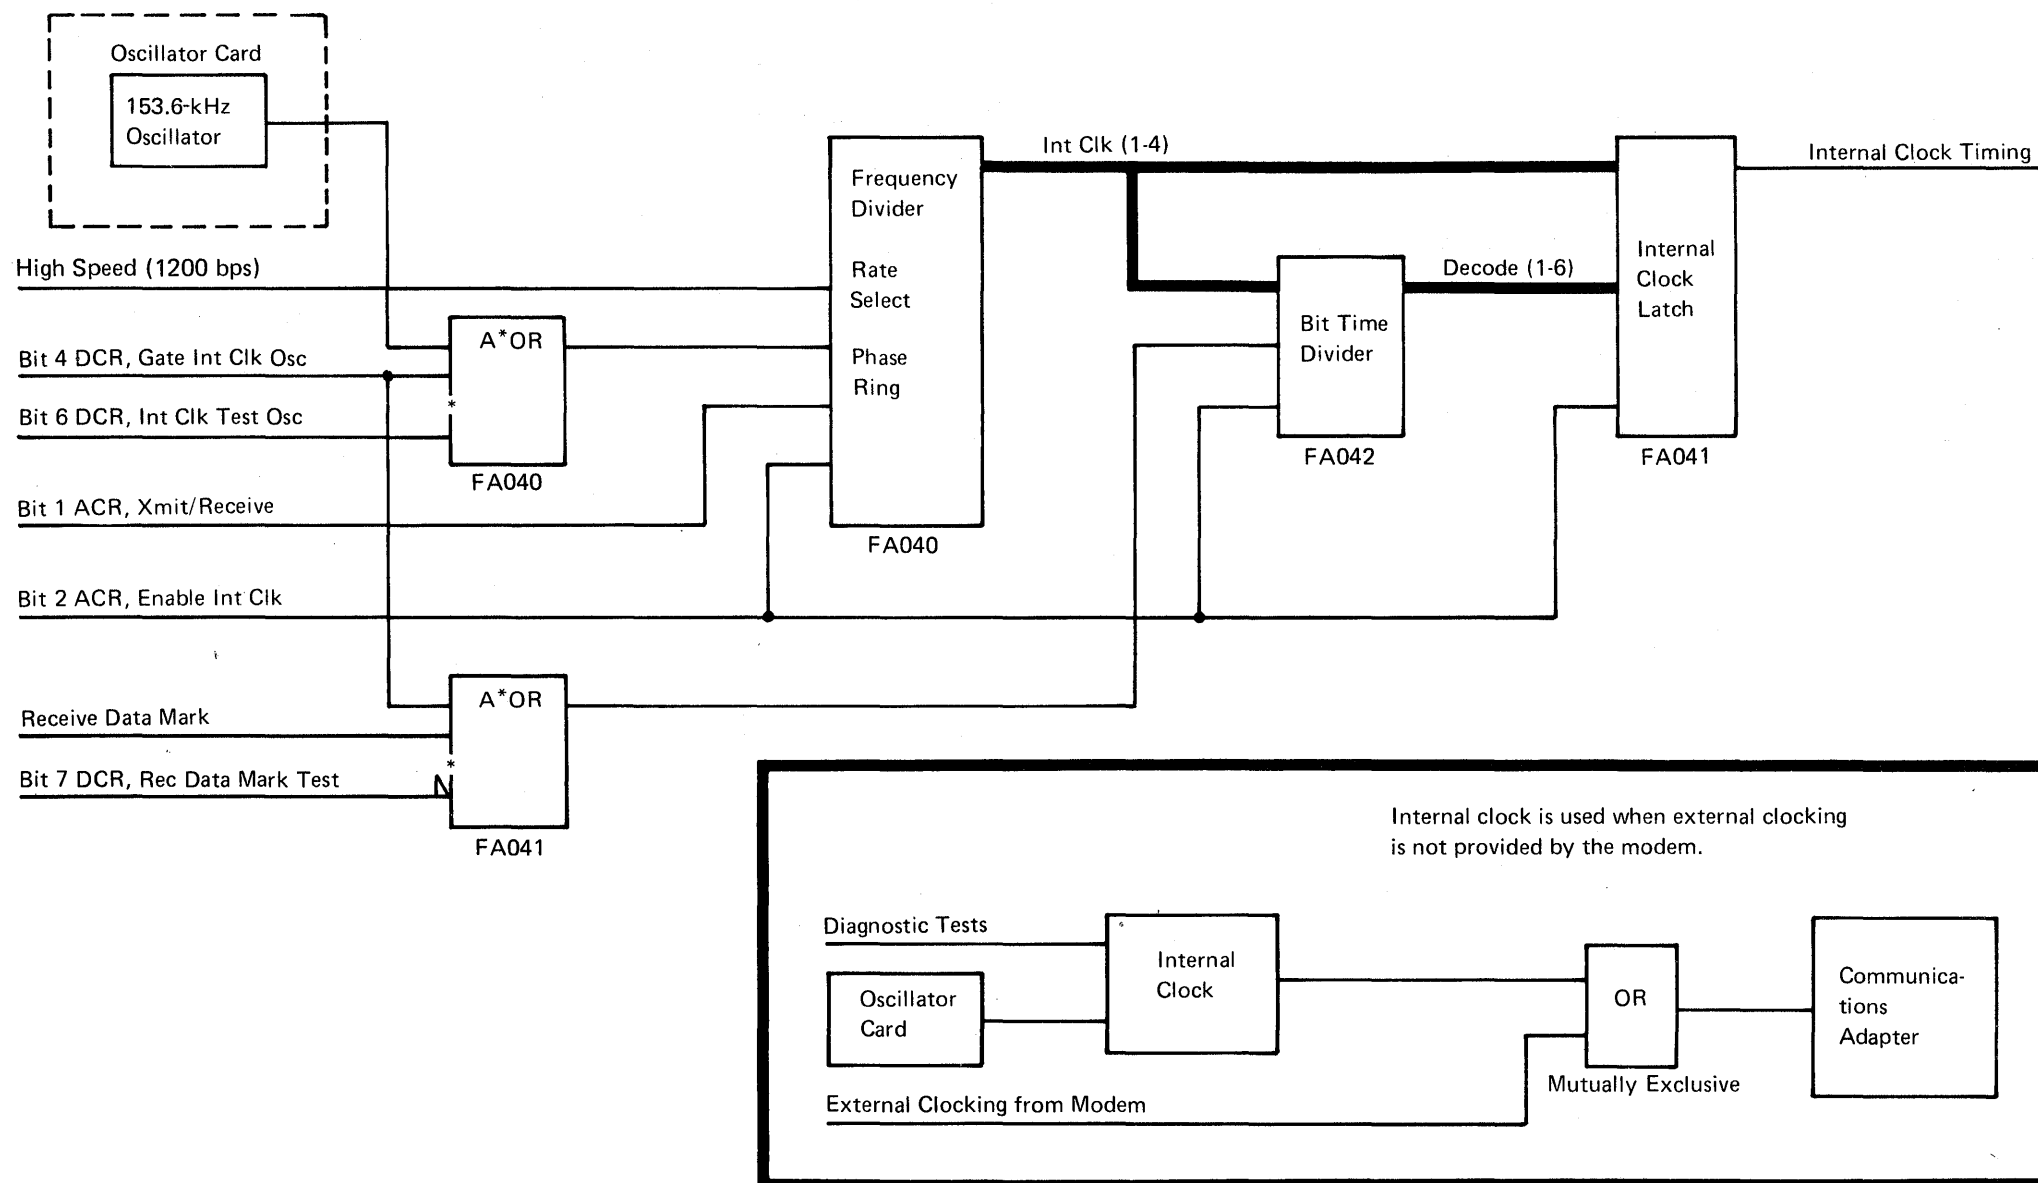 Oscillator Card
153.6-kHz
Oscillator
High Speed (1200 bps)
Bit 4 DCR, Gate Int Clk Osc
*
Bit 6 DCR, Int Clk Test Osc
A*OR
FA040
Bit 1 ACR, Xmit/Receive
Bit 2 ACR, Enable Int Clk
Receive Data Mark
*
Bit 7 DCR, Rec Data Mark Test
N
A*OR
FA041
Frequency
Divider
Rate
Select
Phase
Ring
FA040
Int Clk (1-4)
Bit Time
Divider
FA042
Decode (1-6)
Internal
Clock
Latch
FA041
Internal Clock Timing
Internal clock is used when external clocking
is not provided by the modem.
Diagnostic Tests
Oscillator
Card
Internal
Clock
External Clocking from Modem
OR
Mutually Exclusive
Communica-
tions
Adapter